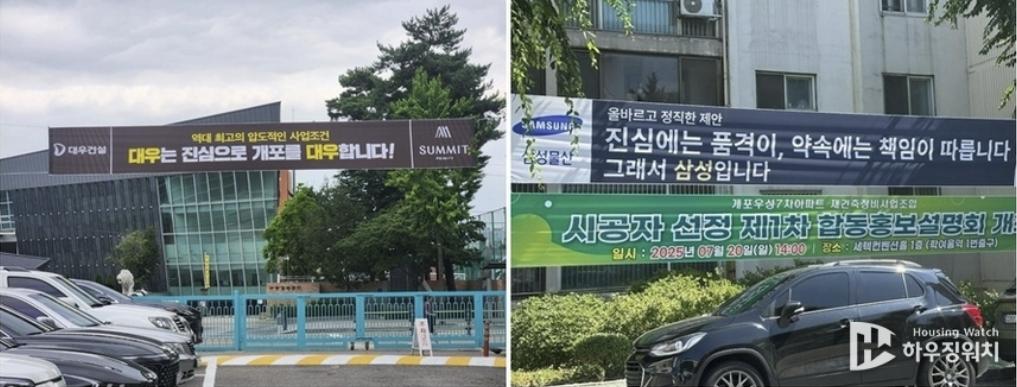 역대 최고의 압도적인 사업조건
대우건설
대우는 진심으로 개포를 대우합니다!
SUMMIT
올바르고 정직한 제안
SAMSUNG
삼성물산
진심에는 품격이, 약속에는 책임이 따릅니다
그래서 삼성입니다
개포우성7차아파트 재건축정비사업조합
시공자 선정 제1차 합동홍보설명회 개
일시 : 2025년 07월 20일(일) 14:00 장소 : 세텍컨벤션홀 1층 (학여울역 1번출구)
Housing Watch
하우징워치